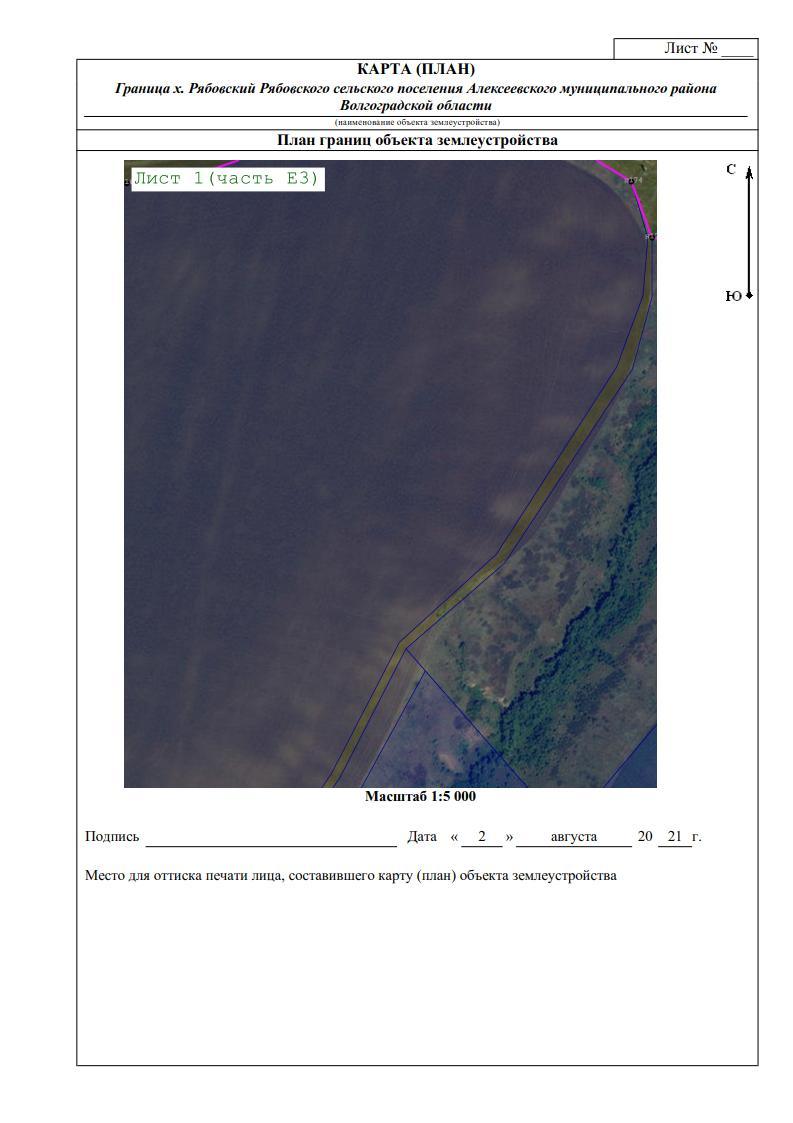 Лист № ____
КАРТА (ПЛАН)
Граница х. Рябовский Рябовского сельского поселения Алексеевского муниципального района
Волгоградской области
(наименование объекта землеустройства)
План границ объекта землеустройства
Лист 1(часть E3)
С
Ю
Масштаб 1:5 000
Подпись Дата « 2 » августа 20 21 г.
Место для оттиска печати лица, составившего карту (план) объекта землеустройства